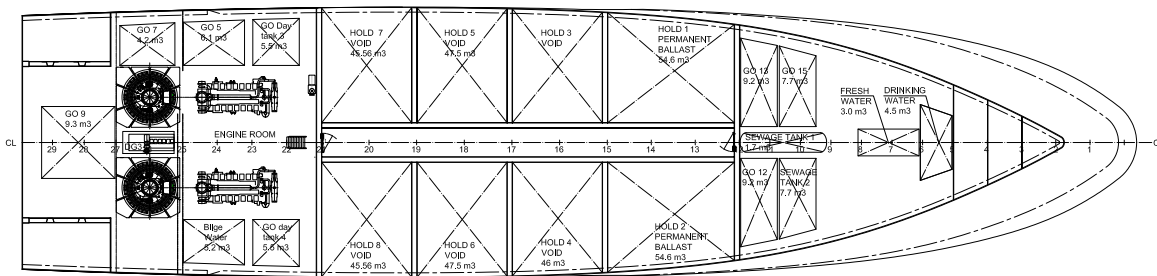 GO 7
4.2 m3
GO 5
6.1 m3
GO Day
tank 3
5.5 m3
HOLD 7
VOID
45.56 m3
HOLD 5
VOID
47.5 m3
HOLD 3
VOID
HOLD 1
PERMANENT
BALLAST
54.6 m3
GO 13
9.2 m3
GO 15
7.7 m3
FRESH
WATER
3.0 m3
DRINKING
WATER
4.5 m3
GO 9
9.3 m3
DG3
ENGINE ROOM
SEWAGE TANK 1
1.7 m3
CL
29 28 27 25 24 23 22 21 20 19 18 17 16 15 14 13 12 11 10 9 8 7 6 5 4 3 2 1
GO 12
9.2 m3
SEWAGE
TANK 2
7.7 m3
Bilge
Water
5.2 m3
GO day
tank 4
5.5 m3
HOLD 8
VOID
45.56 m3
HOLD 6
VOID
47.5 m3
HOLD 4
VOID
46 m3
HOLD 2
PERMANENT
BALLAST
54.6 m3